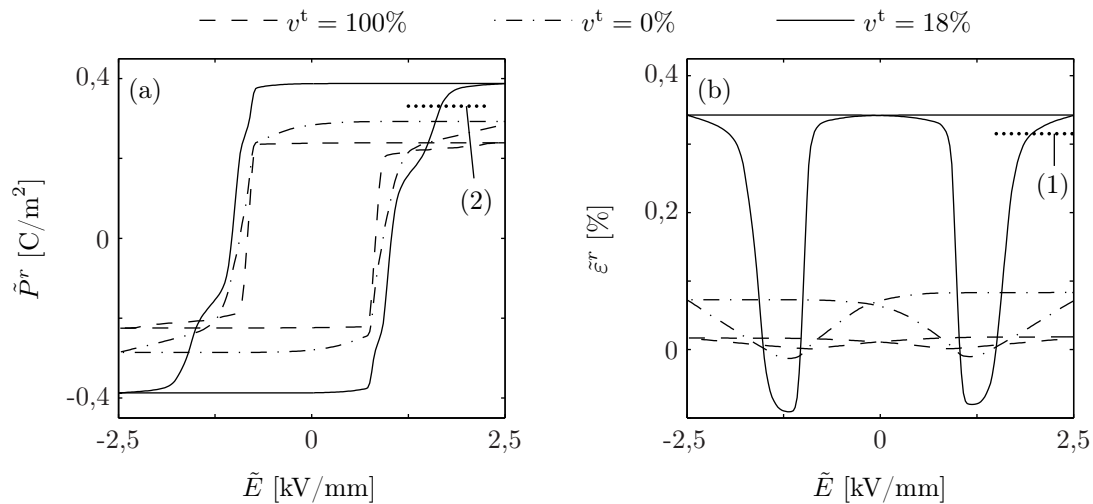 v^t = 100% v^t = 0% v^t = 18%
(a)
0,4
0
-0,4
P̃^r [C/m^2]
(2)
-2,5 0 2,5
Ẽ [kV/mm]
(b)
0,4
0,2
0
ε̃^r [%]
(1)
-2,5 0 2,5
Ẽ [kV/mm]